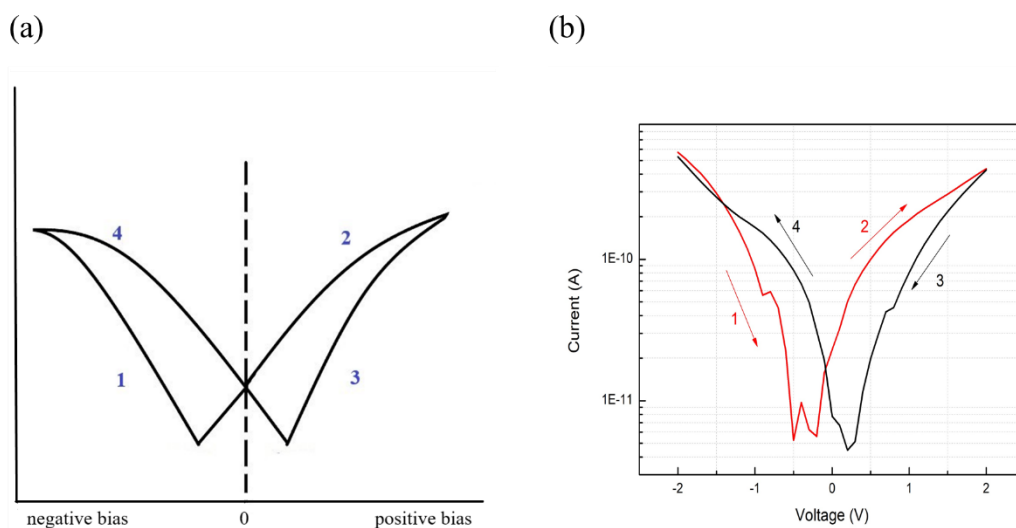 (a)
4
2
1
3
negative bias
0
positive bias
(b)
Current (A)
1E-10
1E-11
1
2
3
4
-2
-1
0
1
2
Voltage (V)